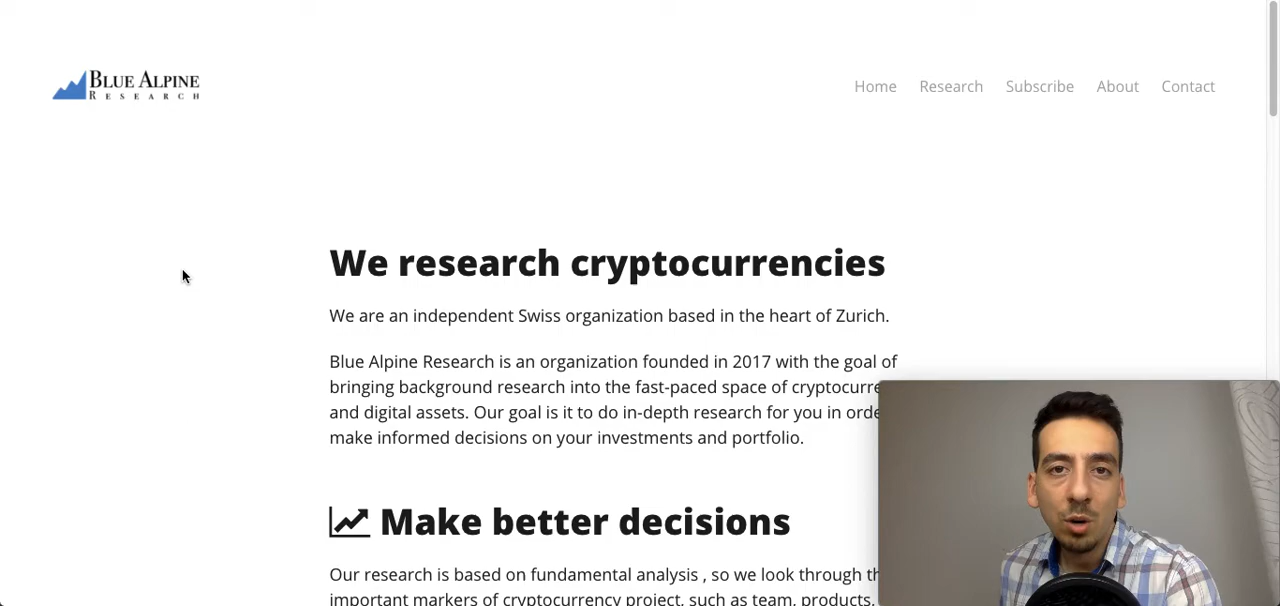 BLUE ALPINE
RESEARCH
Home Research Subscribe About Contact
We research cryptocurrencies
We are an independent Swiss organization based in the heart of Zurich.
Blue Alpine Research is an organization founded in 2017 with the goal of
bringing background research into the fast-paced space of
and digital assets. Our goal is it to do in-depth research for you in
make informed decisions on your investments and portfolio.
Make better decisions
Our research is based on fundamental analysis , so we look through
important markers of cryptocurrency project, such as team, products,